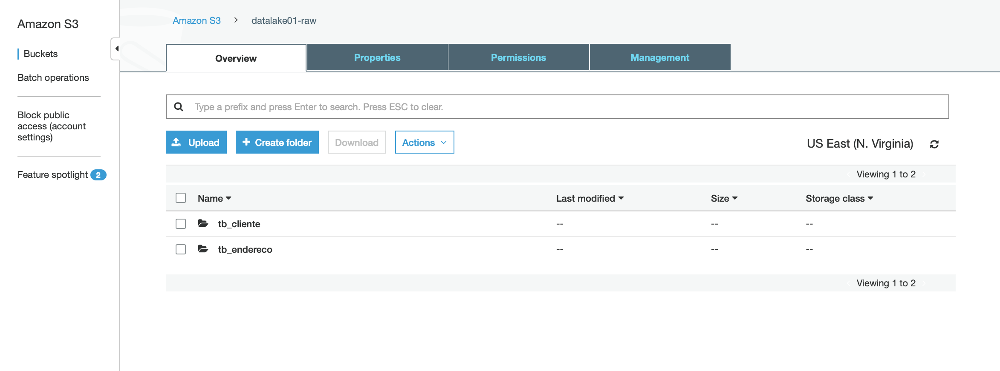 Amazon S3
Buckets
Batch operations
Block public
access (account
settings)
Feature spotlight 2
Amazon S3 > datalake01-raw
Overview Properties Permissions Management
Type a prefix and press Enter to search. Press ESC to clear.
Upload + Create folder Download Actions US East (N. Virginia)
Viewing 1 to 2
Name Last modified Size Storage class
tb_cliente -- -- --
tb_endereco -- -- --
Viewing 1 to 2